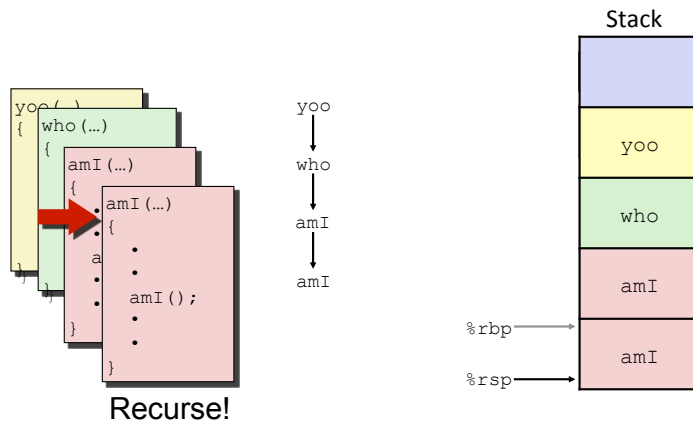 Stack
yoo(…)
{
}
who(…)
{
}
amI(…)
{
•
•
a
•
•
}
amI(…)
{
•
•
amI();
•
•
}
Recurse!
yoo
who
amI
amI
yoo
who
amI
amI
%rbp
%rsp